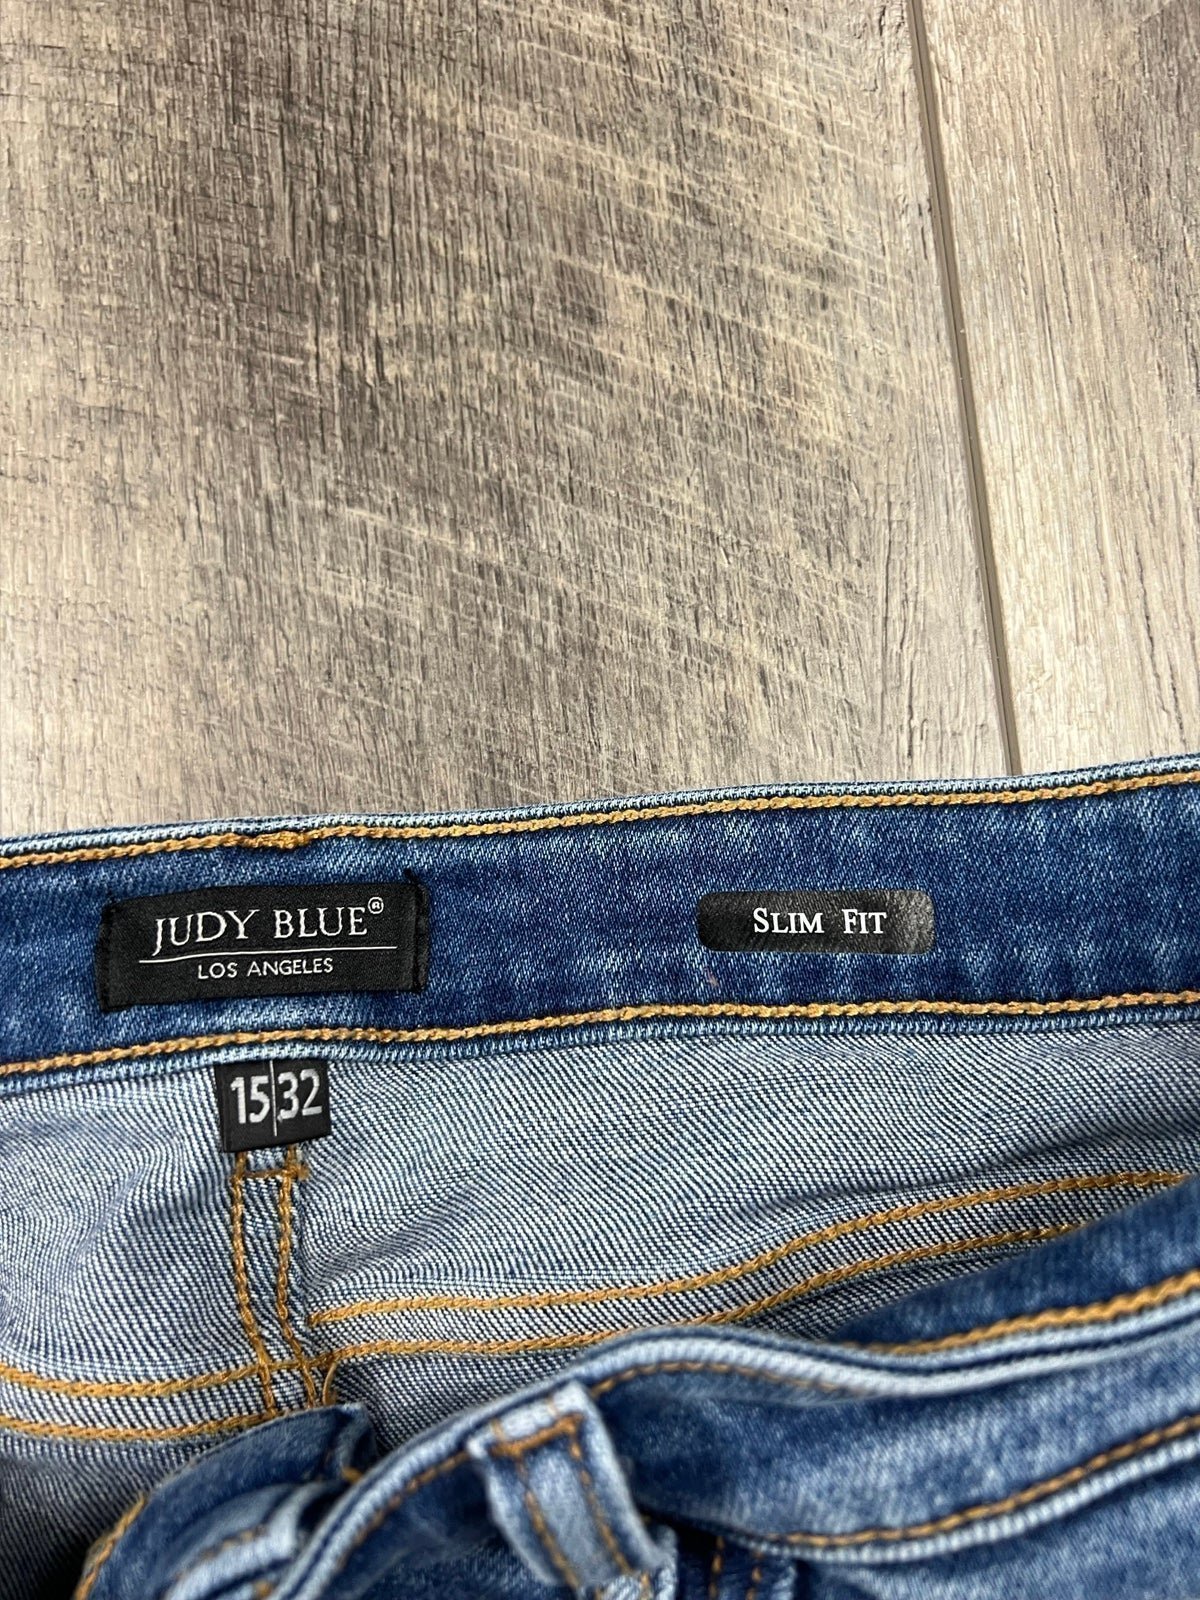 JUDY BLUE®
LOS ANGELES
SLIM FIT
15|32